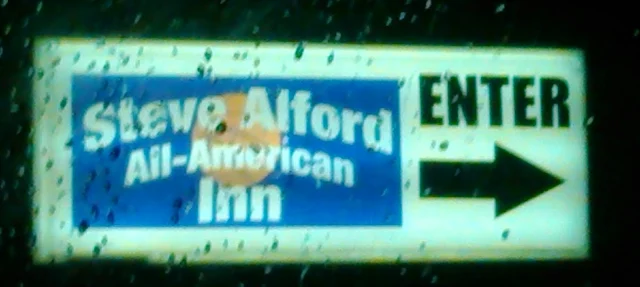 Steve Alford
All-American
Inn
ENTER